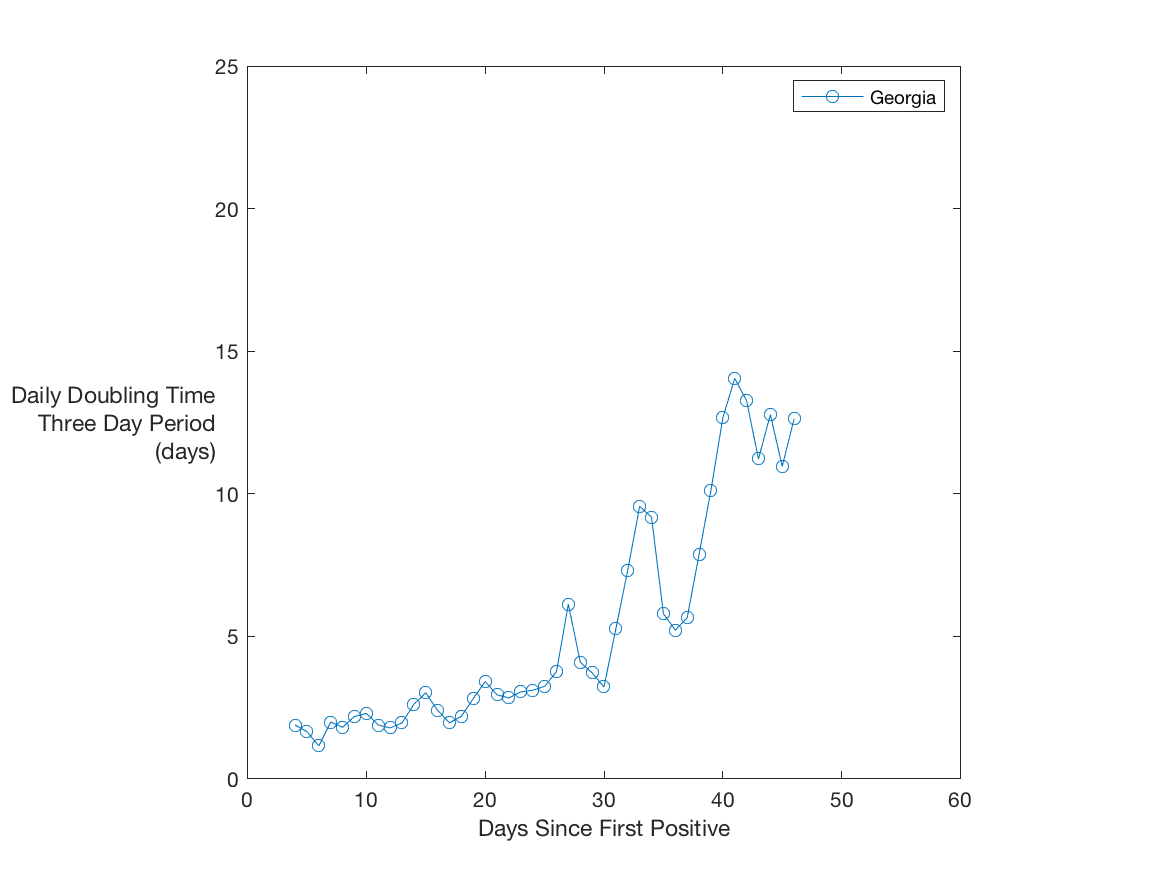 25
Georgia
20
15
Daily Doubling Time
Three Day Period
(days)
10
5
0
0 10 20 30 40 50 60
Days Since First Positive